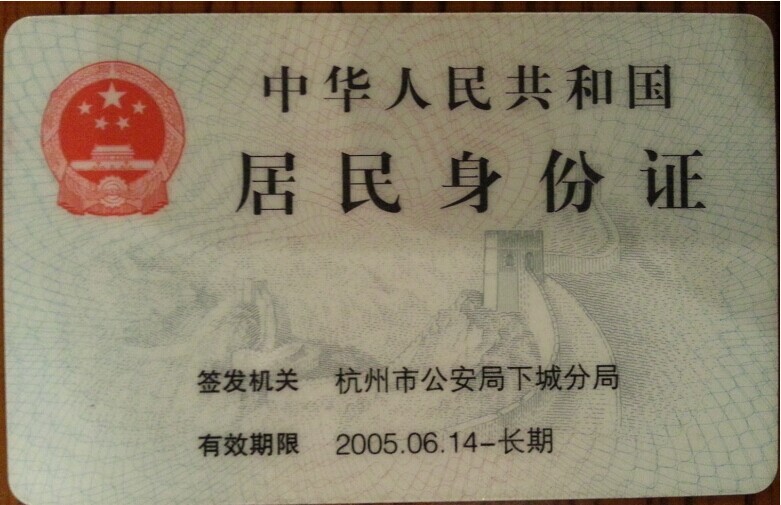 中华人民共和国
居民身份证
签发机关 杭州市公安局下城分局
有效期限 2005.06.14-长期